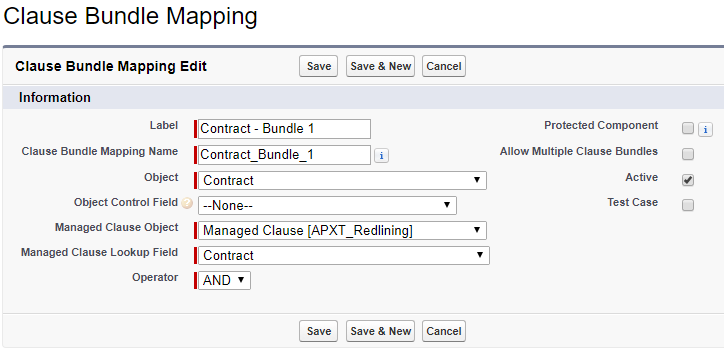 Clause Bundle Mapping
Clause Bundle Mapping Edit Save Save & New Cancel
Information
Label Contract - Bundle 1 Protected Component i
Clause Bundle Mapping Name Contract_Bundle_1 i Allow Multiple Clause Bundles
Object Contract Active
Object Control Field ? --None-- Test Case
Managed Clause Object Managed Clause [APXT_Redlining]
Managed Clause Lookup Field Contract
Operator AND
Save Save & New Cancel